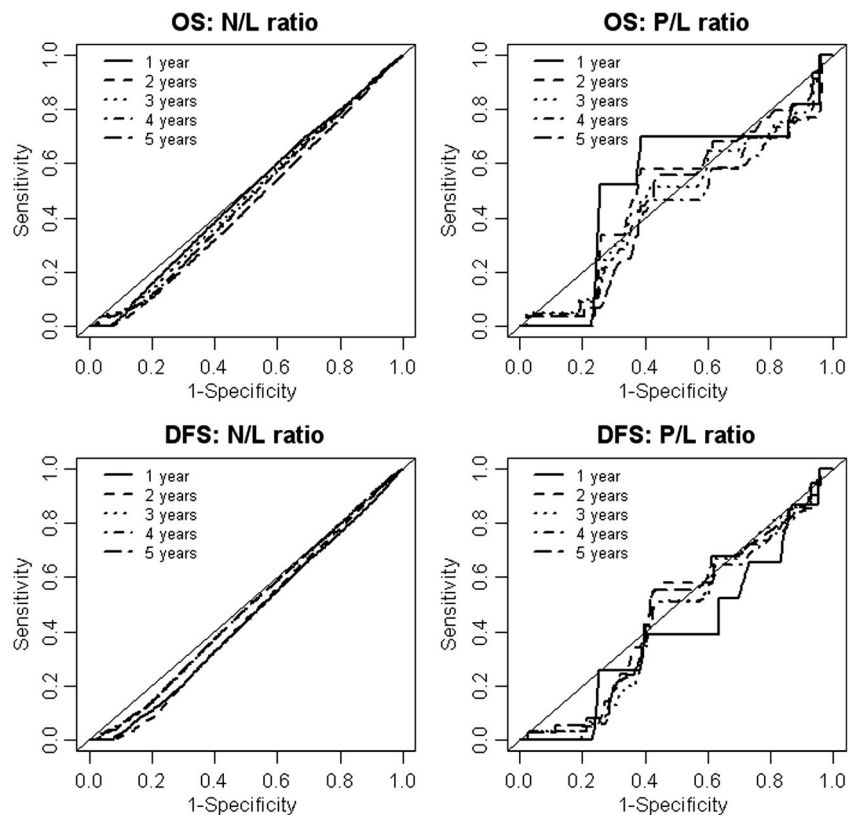 OS: N/L ratio
1 year
2 years
3 years
4 years
5 years
Sensitivity
0.0 0.2 0.4 0.6 0.8 1.0
0.0 0.2 0.4 0.6 0.8 1.0
1-Specificity
OS: P/L ratio
1 year
2 years
3 years
4 years
5 years
Sensitivity
0.0 0.2 0.4 0.6 0.8 1.0
0.0 0.2 0.4 0.6 0.8 1.0
1-Specificity
DFS: N/L ratio
1 year
2 years
3 years
4 years
5 years
Sensitivity
0.0 0.2 0.4 0.6 0.8 1.0
0.0 0.2 0.4 0.6 0.8 1.0
1-Specificity
DFS: P/L ratio
1 year
2 years
3 years
4 years
5 years
Sensitivity
0.0 0.2 0.4 0.6 0.8 1.0
0.0 0.2 0.4 0.6 0.8 1.0
1-Specificity